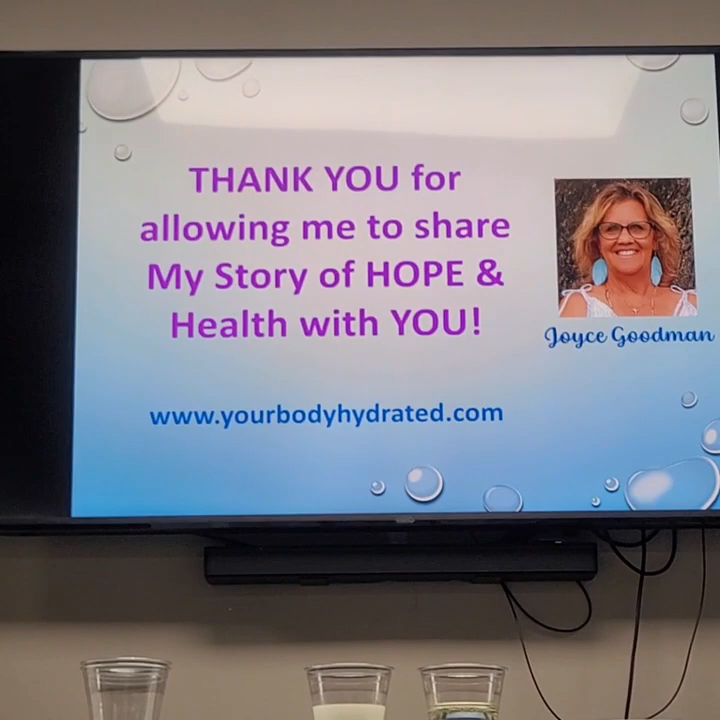 THANK YOU for
allowing me to share
My Story of HOPE &
Health with YOU!
Joyce Goodman
www.yourbodyhydrated.com